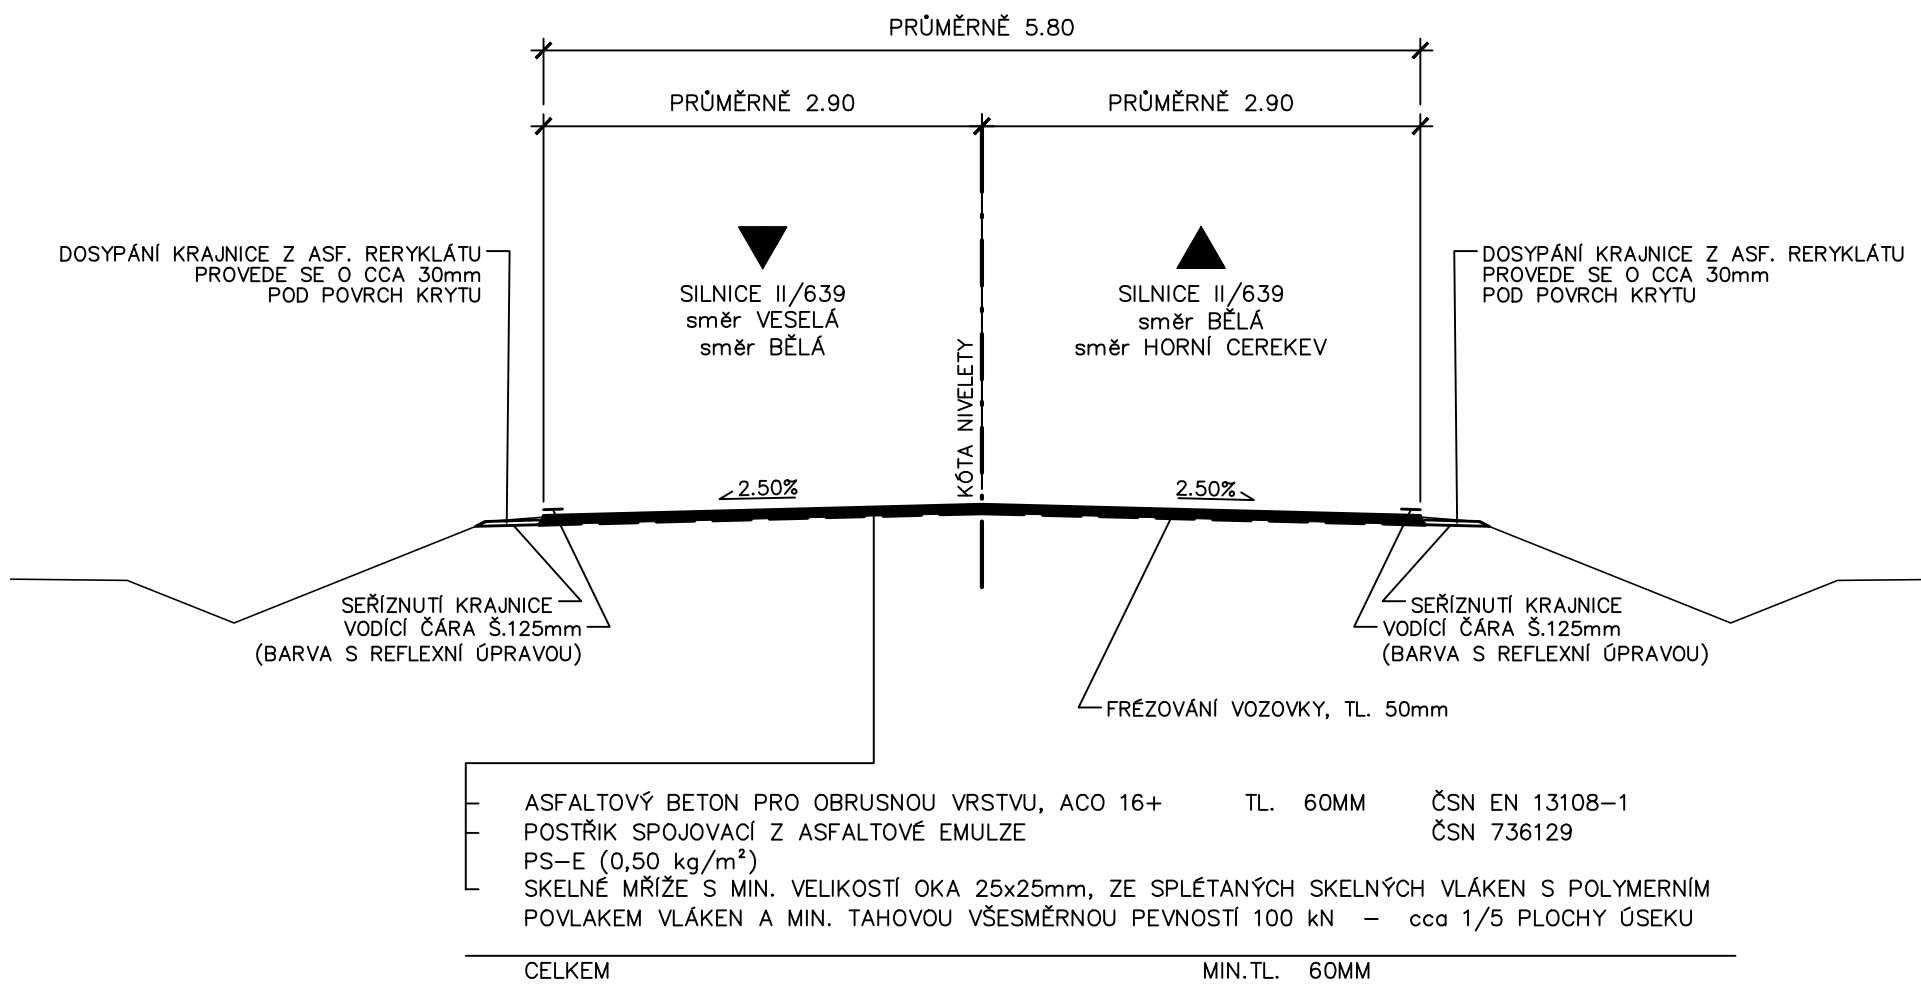 PRŮMĚRNĚ 5.80
PRŮMĚRNĚ 2.90
PRŮMĚRNĚ 2.90
DOSYPÁNÍ KRAJNICE Z ASF. RERYKLÁTU
PROVEDE SE O CCA 30mm
POD POVRCH KRYTU
SILNICE II/639
směr VESELÁ
směr BĚLÁ
KÓTA NIVELETY
SILNICE II/639
směr BĚLÁ
směr HORNÍ CEREKEV
DOSYPÁNÍ KRAJNICE Z ASF. RERYKLÁTU
PROVEDE SE O CCA 30mm
POD POVRCH KRYTU
2.50%
2.50%
SEŘÍZNUTÍ KRAJNICE
VODÍCÍ ČÁRA Š.125mm
(BARVA S REFLEXNÍ ÚPRAVOU)
SEŘÍZNUTÍ KRAJNICE
VODÍCÍ ČÁRA Š.125mm
(BARVA S REFLEXNÍ ÚPRAVOU)
FRÉZOVÁNÍ VOZOVKY, TL. 50mm
ASFALTOVÝ BETON PRO OBRUSNOU VRSTVU, ACO 16+ TL. 60MM ČSN EN 13108-1
POSTŘIK SPOJOVACÍ Z ASFALTOVÉ EMULZE ČSN 736129
PS-E (0,50 kg/m²)
SKELNÉ MŘÍŽE S MIN. VELIKOSTÍ OKA 25x25mm, ZE SPLÉTANÝCH SKELNÝCH VLÁKEN S POLYMERNÍM
POVLAKEM VLÁKEN A MIN. TAHOVOU VŠESMĚRNOU PEVNOSTÍ 100 kN - cca 1/5 PLOCHY ÚSEKU
CELKEM MIN.TL. 60MM